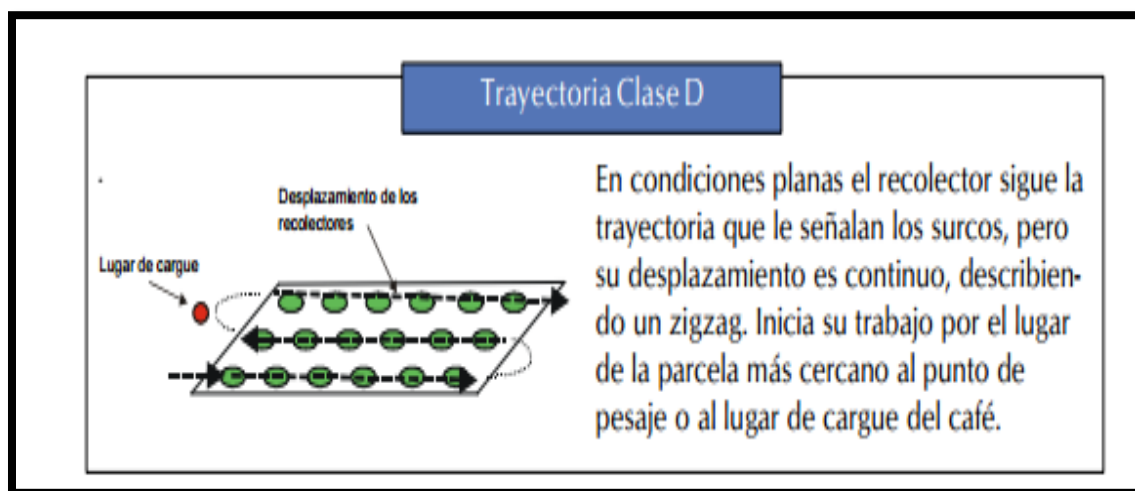 Trayectoria Clase D
Desplazamiento de los
recolectores
Lugar de cargue
En condiciones planas el recolector sigue la
trayectoria que le señalan los surcos, pero
su desplazamiento es continuo, describien-
do un zigzag. Inicia su trabajo por el lugar
de la parcela más cercano al punto de
pesaje o al lugar de cargue del café.